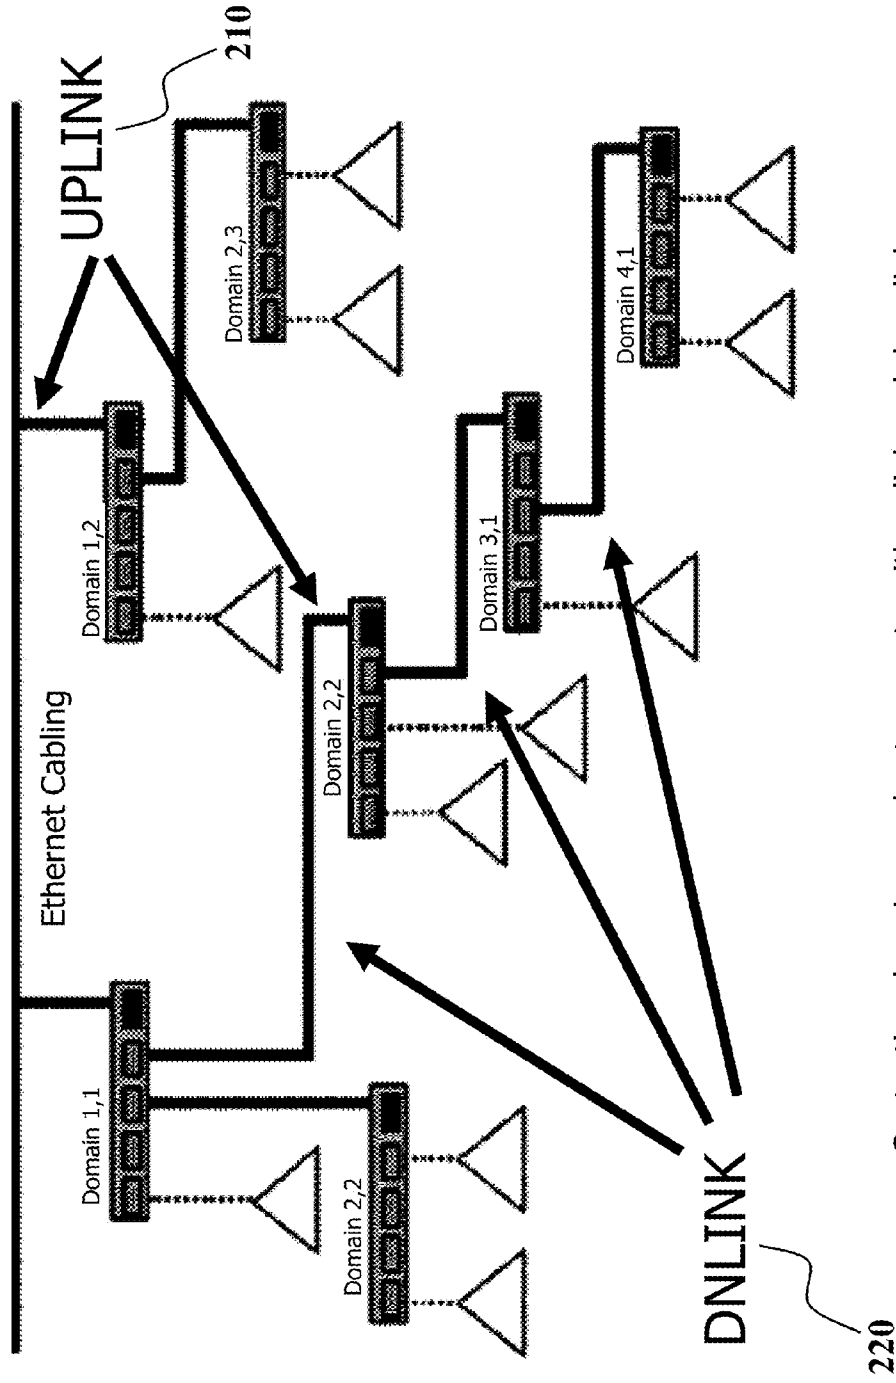 Ethernet Cabling
UPLINK
210
Domain 1,1
Domain 1,2
Domain 2,2
Domain 2,2
Domain 2,3
Domain 3,1
Domain 4,1
DNLINK
220